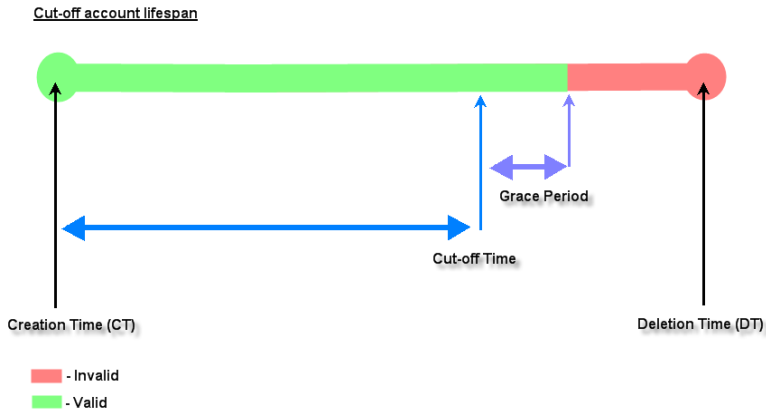 Cut-off account lifespan
Grace Period
Cut-off Time
Creation Time (CT)
Deletion Time (DT)
- Invalid
- Valid